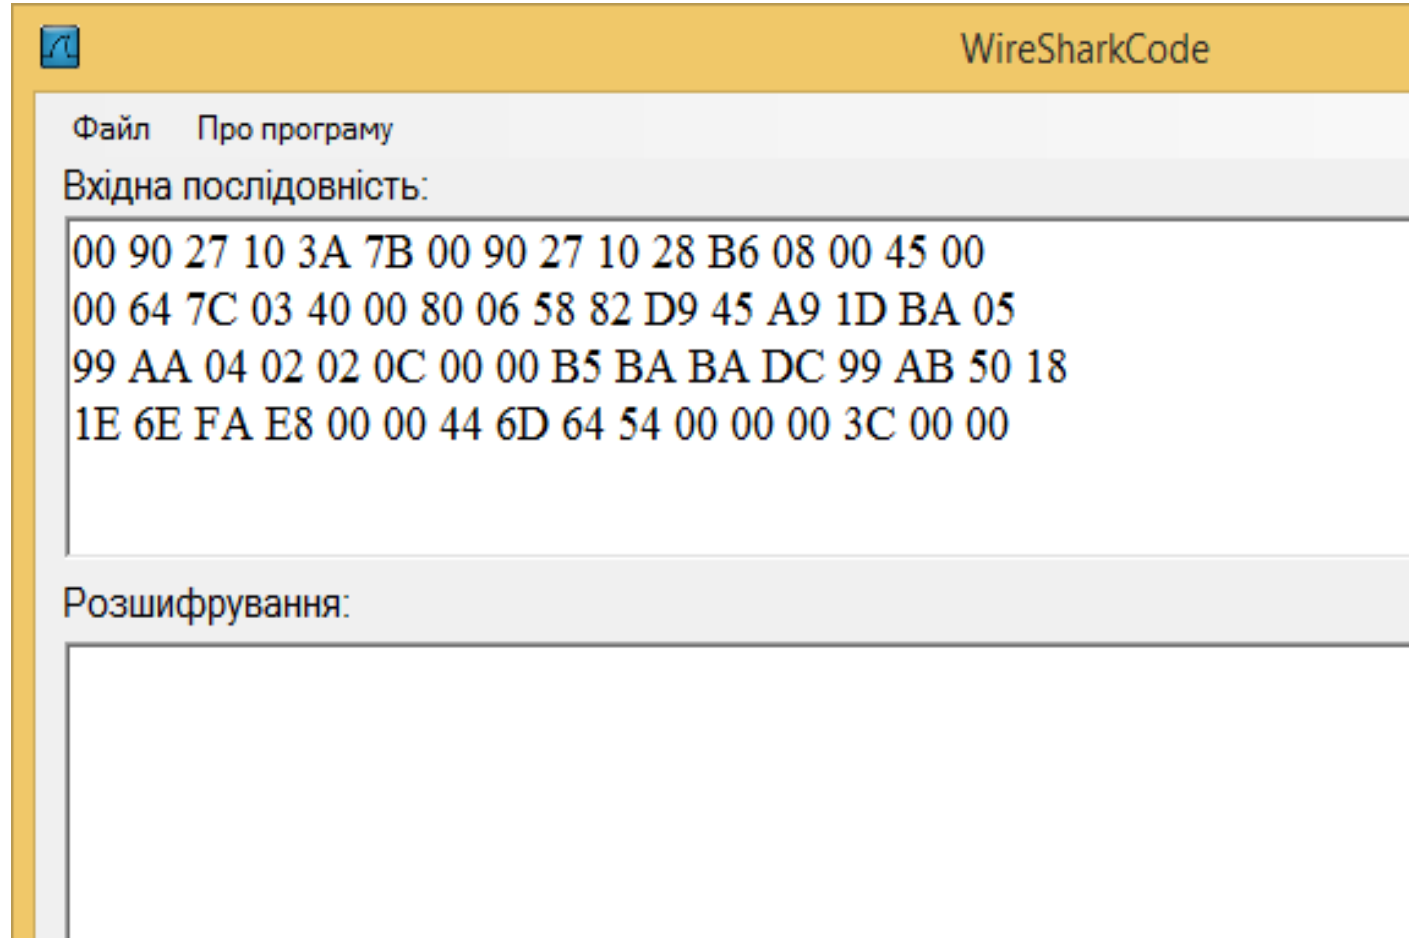 WireSharkCode
Файл Про програму
Вхідна послідовність:
00 90 27 10 3A 7B 00 90 27 10 28 B6 08 00 45 00
00 64 7C 03 40 00 80 06 58 82 D9 45 A9 1D BA 05
99 AA 04 02 02 0C 00 00 B5 BA BA DC 99 AB 50 18
1E 6E FA E8 00 00 44 6D 64 54 00 00 00 3C 00 00
Розшифрування: